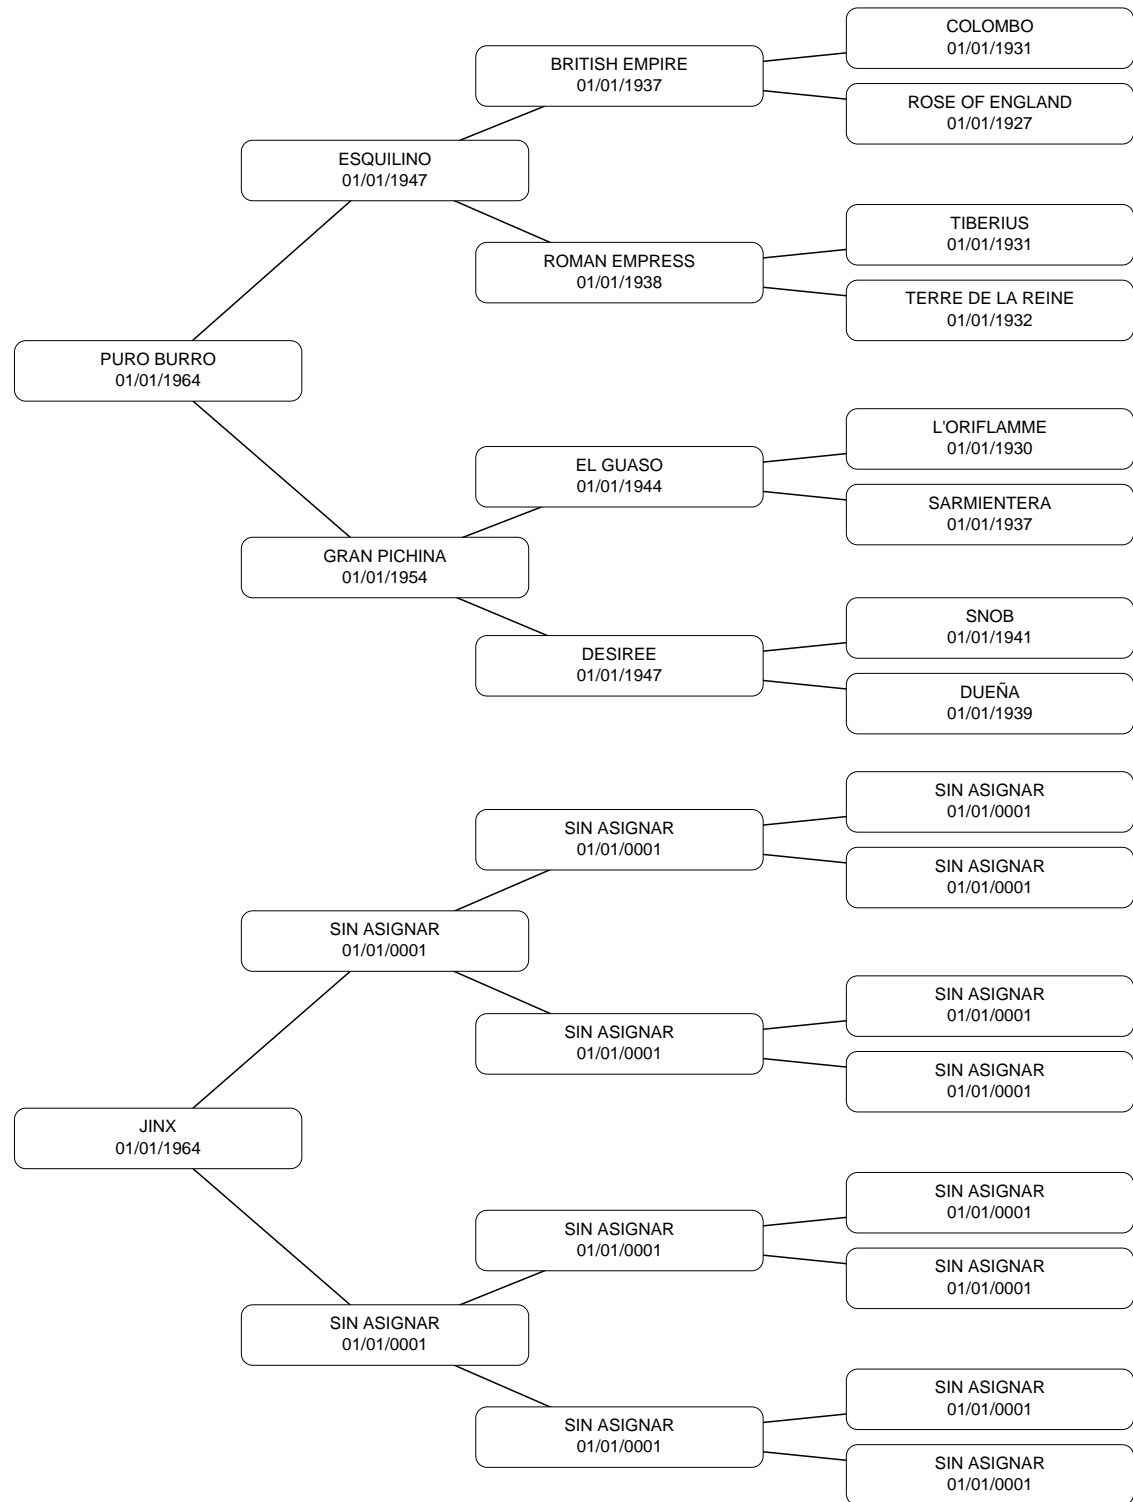 COLOMBO
01/01/1931
BRITISH EMPIRE
01/01/1937
ROSE OF ENGLAND
01/01/1927
ESQUILINO
01/01/1947
TIBERIUS
01/01/1931
ROMAN EMPRESS
01/01/1938
TERRE DE LA REINE
01/01/1932
PURO BURRO
01/01/1964
L'ORIFLAMME
01/01/1930
EL GUASO
01/01/1944
SARMIENTERA
01/01/1937
GRAN PICHINA
01/01/1954
SNOB
01/01/1941
DESIREE
01/01/1947
DUEÑA
01/01/1939
SIN ASIGNAR
01/01/0001
SIN ASIGNAR
01/01/0001
SIN ASIGNAR
01/01/0001
SIN ASIGNAR
01/01/0001
SIN ASIGNAR
01/01/0001
SIN ASIGNAR
01/01/0001
SIN ASIGNAR
01/01/0001
JINX
01/01/1964
SIN ASIGNAR
01/01/0001
SIN ASIGNAR
01/01/0001
SIN ASIGNAR
01/01/0001
SIN ASIGNAR
01/01/0001
SIN ASIGNAR
01/01/0001
SIN ASIGNAR
01/01/0001
SIN ASIGNAR
01/01/0001